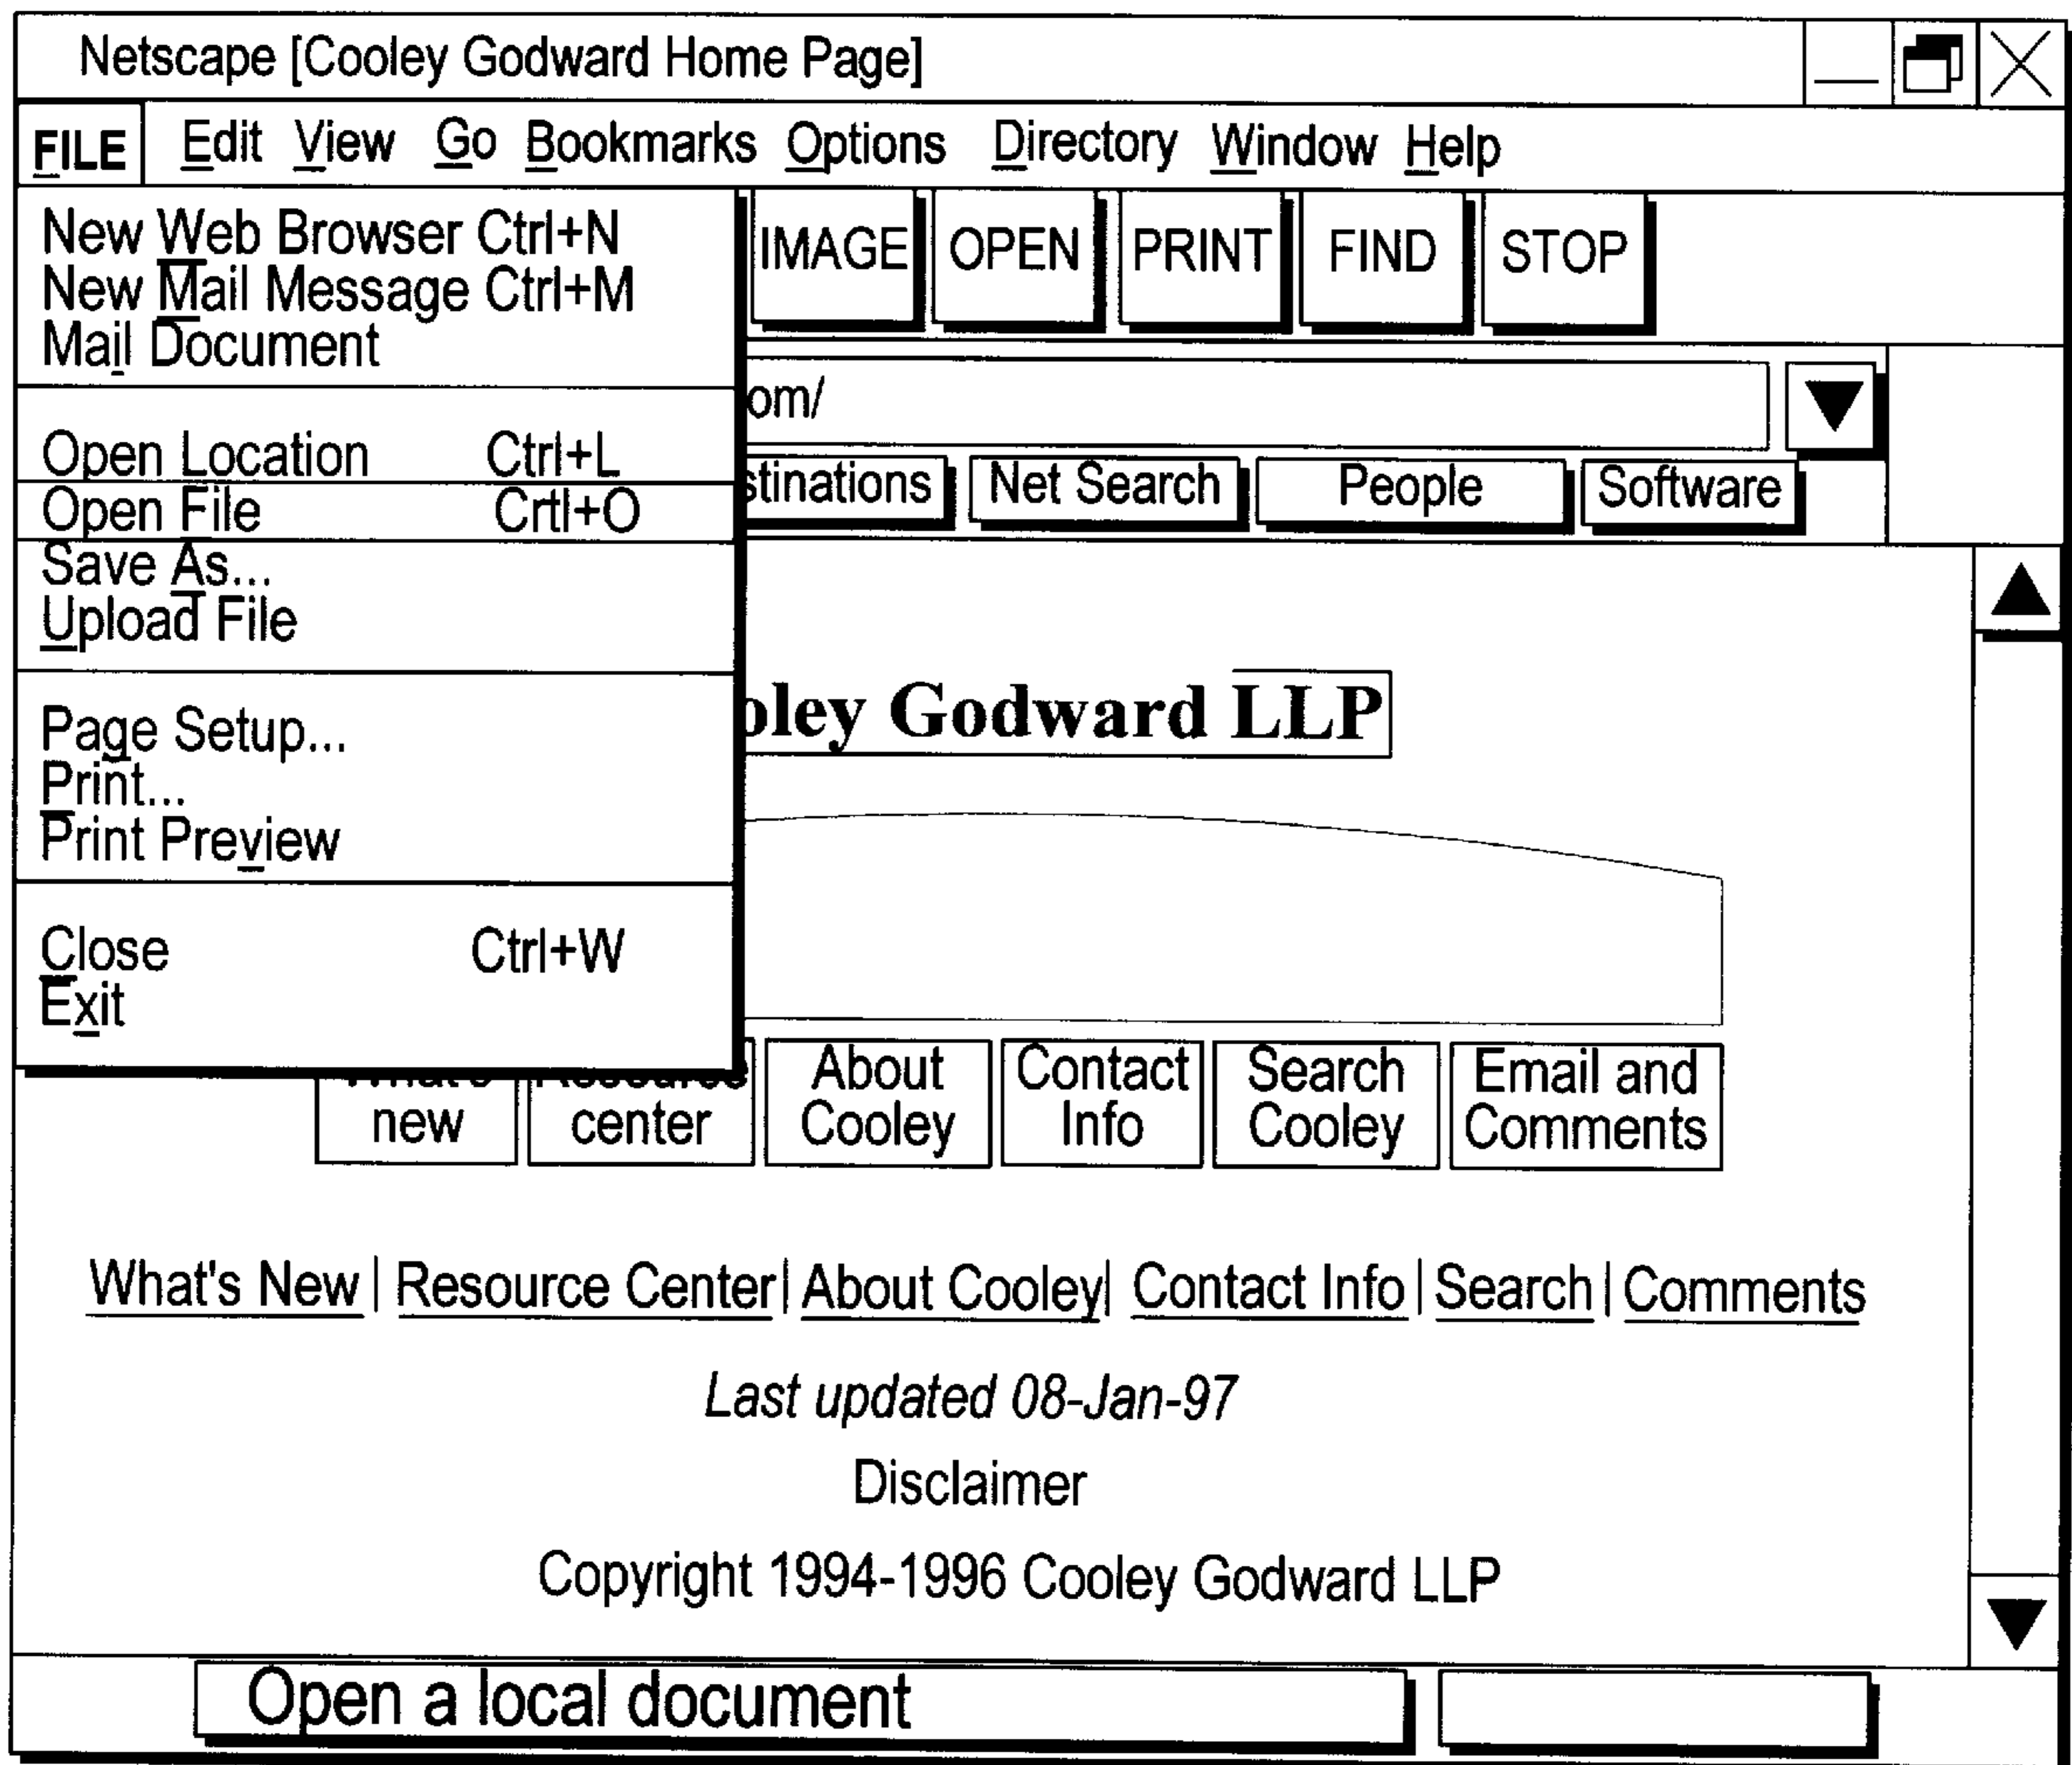 Netscape [Cooley Godward Home Page]
FILE Edit View Go Bookmarks Options Directory Window Help
New Web Browser Ctrl+N
New Mail Message Ctrl+M
Mail Document
Open Location Ctrl+L
Open File Crtl+O
Save As...
Upload File
Page Setup...
Print...
Print Preview
Close Ctrl+W
Exit
IMAGE OPEN PRINT FIND STOP
om/
stinations Net Search People Software
oley Godward LLP
What's new
Resource center
About Cooley
Contact Info
Search Cooley
Email and Comments
What's New | Resource Center | About Cooley | Contact Info | Search | Comments
Last updated 08-Jan-97
Disclaimer
Copyright 1994-1996 Cooley Godward LLP
Open a local document